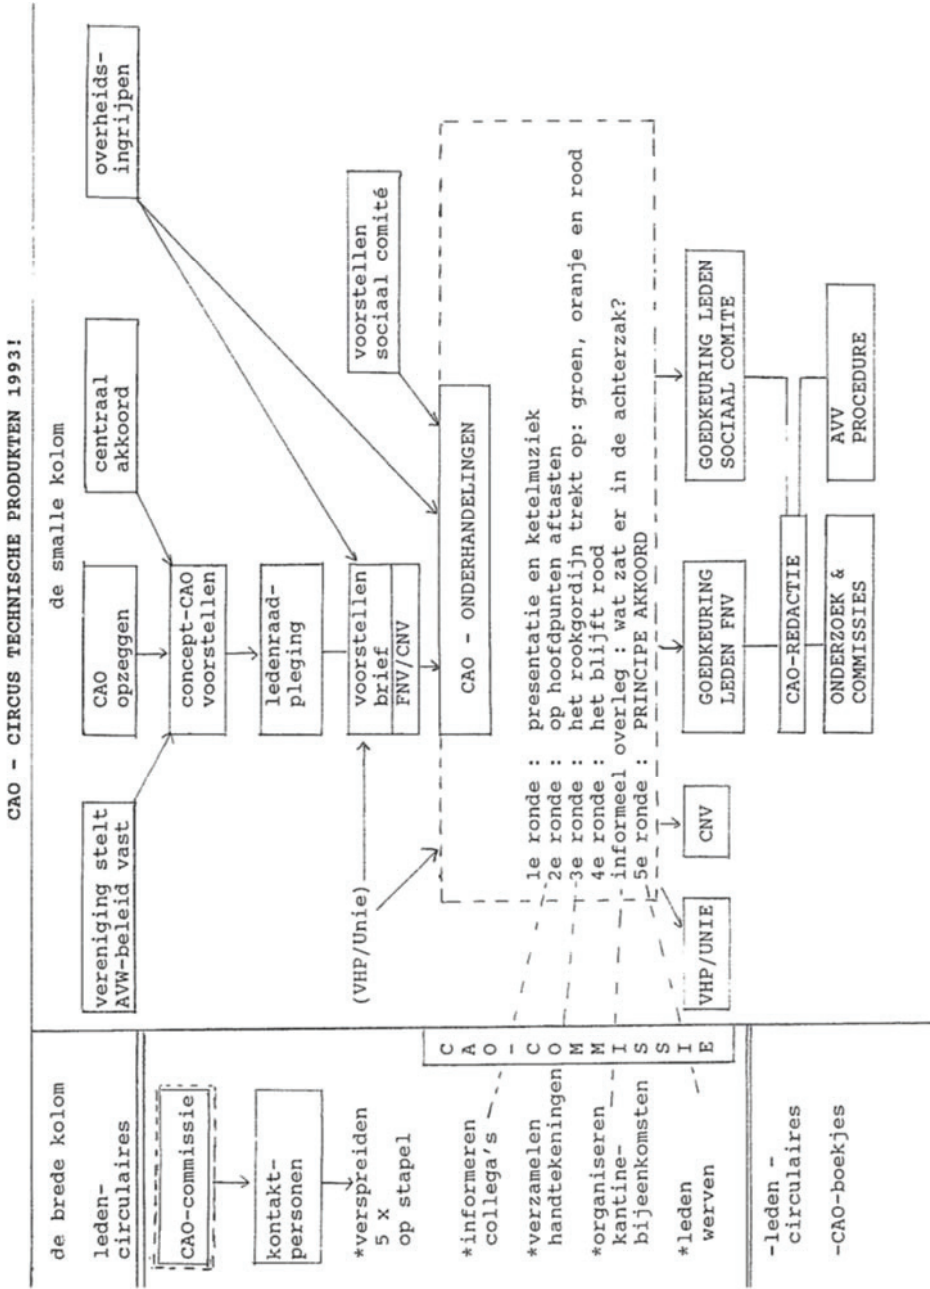 CAO - CIRCUS TECHNISCHE PRODUKTEN 1993!
de brede kolom
de smalle kolom
leden-
circulaires
vereniging stelt
AVW-beleid vast
CAO
opzeggen
centraal
akkoord
overheids-
ingrijpen
CAO-commissie
concept-CAO
voorstellen
kontakt-
personen
ledenraad-
pleging
*verspreiden
5 x
op stapel
(VHP/Unie)
voorstellen
brief
FNV/CNV
voorstellen
sociaal comité
CAO-COMMISSIE
CAO - ONDERHANDELINGEN
*informeren
collega's
*verzamelen
handtekeningen
*organiseren
kantine-
bijeenkomsten
*leden
werven
1e ronde : presentatie en ketelmuziek
2e ronde : op hoofdpunten aftasten
3e ronde : het rookgordijn trekt op: groen, oranje en rood
4e ronde : het blijft rood
informeel overleg : wat zat er in de achterzak?
5e ronde : PRINCIPE AKKOORD
VHP/UNIE
CNV
GOEDKEURING
LEDEN FNV
GOEDKEURING LEDEN
SOCIAAL COMITE
-leden -
circulaires
-CAO-boekjes
CAO-REDACTIE
ONDERZOEK &
COMMISSIES
AVV
PROCEDURE